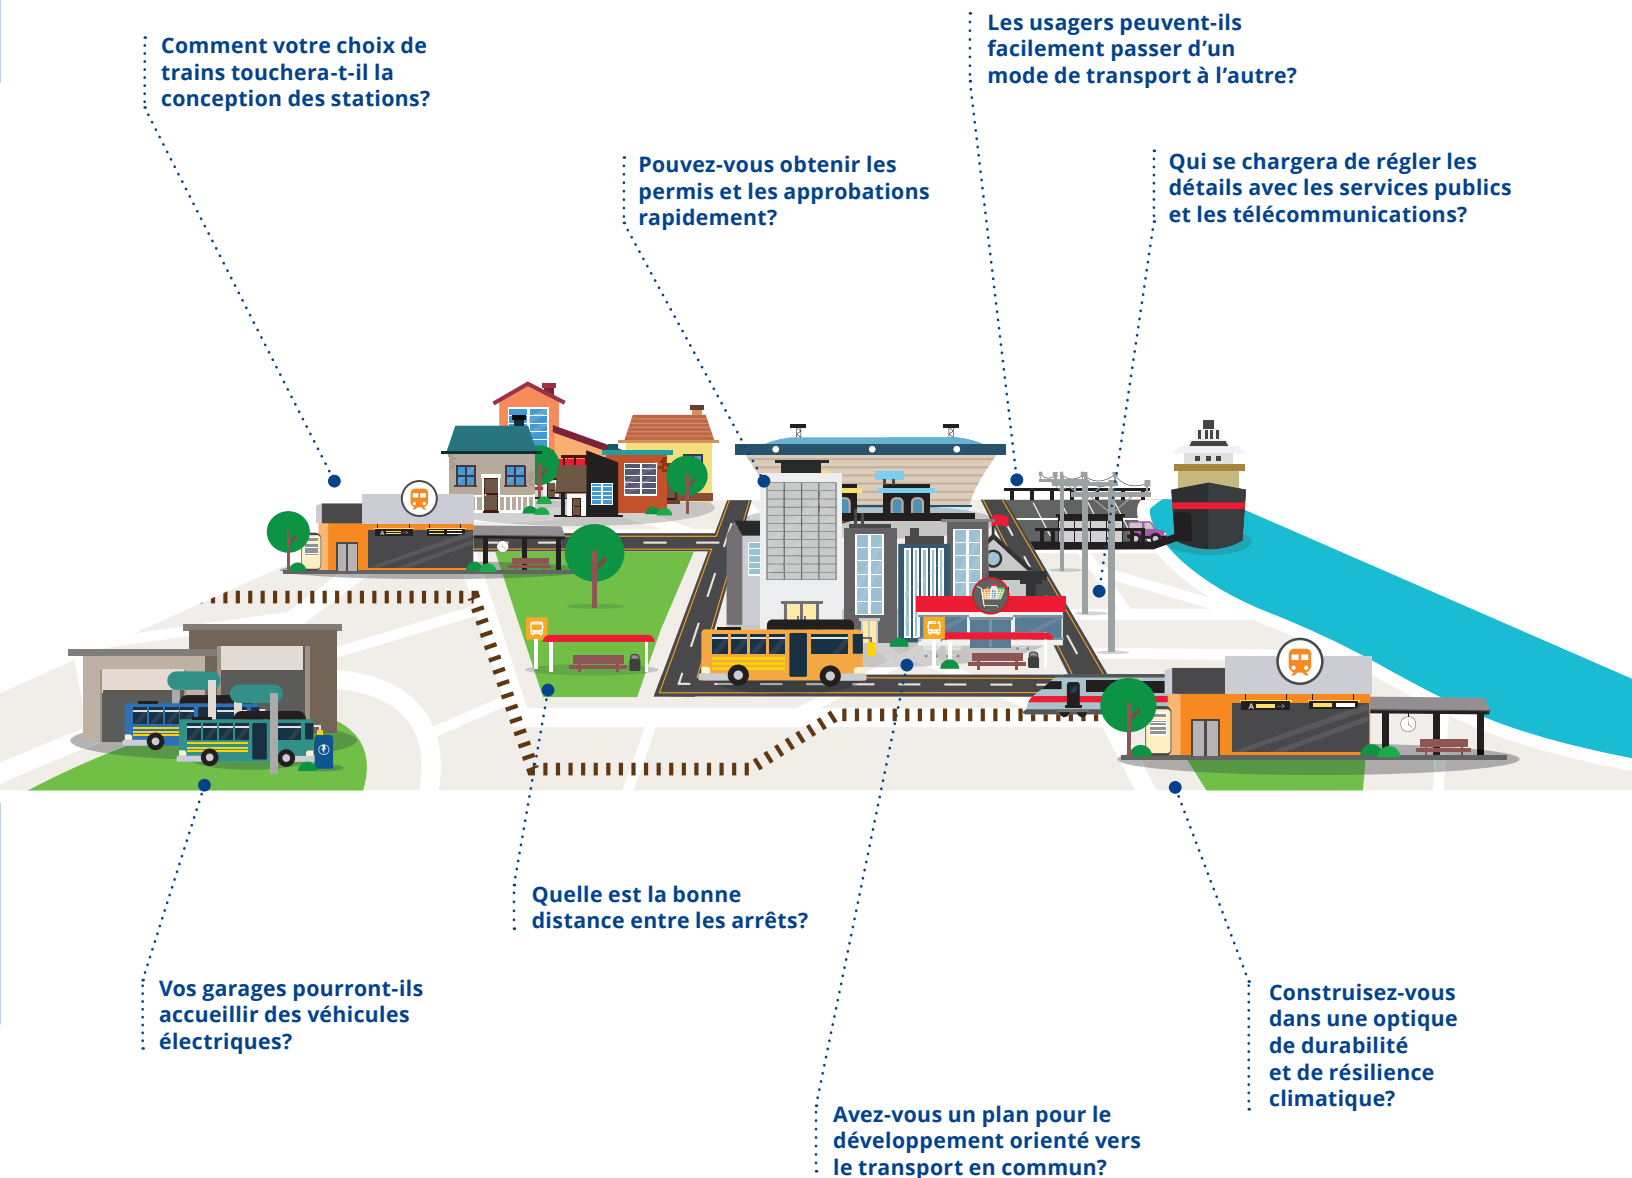 Comment votre choix de
trains touchera-t-il la
conception des stations?
Les usagers peuvent-ils
facilement passer d’un
mode de transport à l’autre?
Pouvez-vous obtenir les
permis et les approbations
rapidement?
Qui se chargera de régler les
détails avec les services publics
et les télécommunications?
A
A
Quelle est la bonne
distance entre les arrêts?
Vos garages pourront-ils
accueillir des véhicules
électriques?
Construisez-vous
dans une optique
de durabilité
et de résilience
climatique?
Avez-vous un plan pour le
développement orienté vers
le transport en commun?